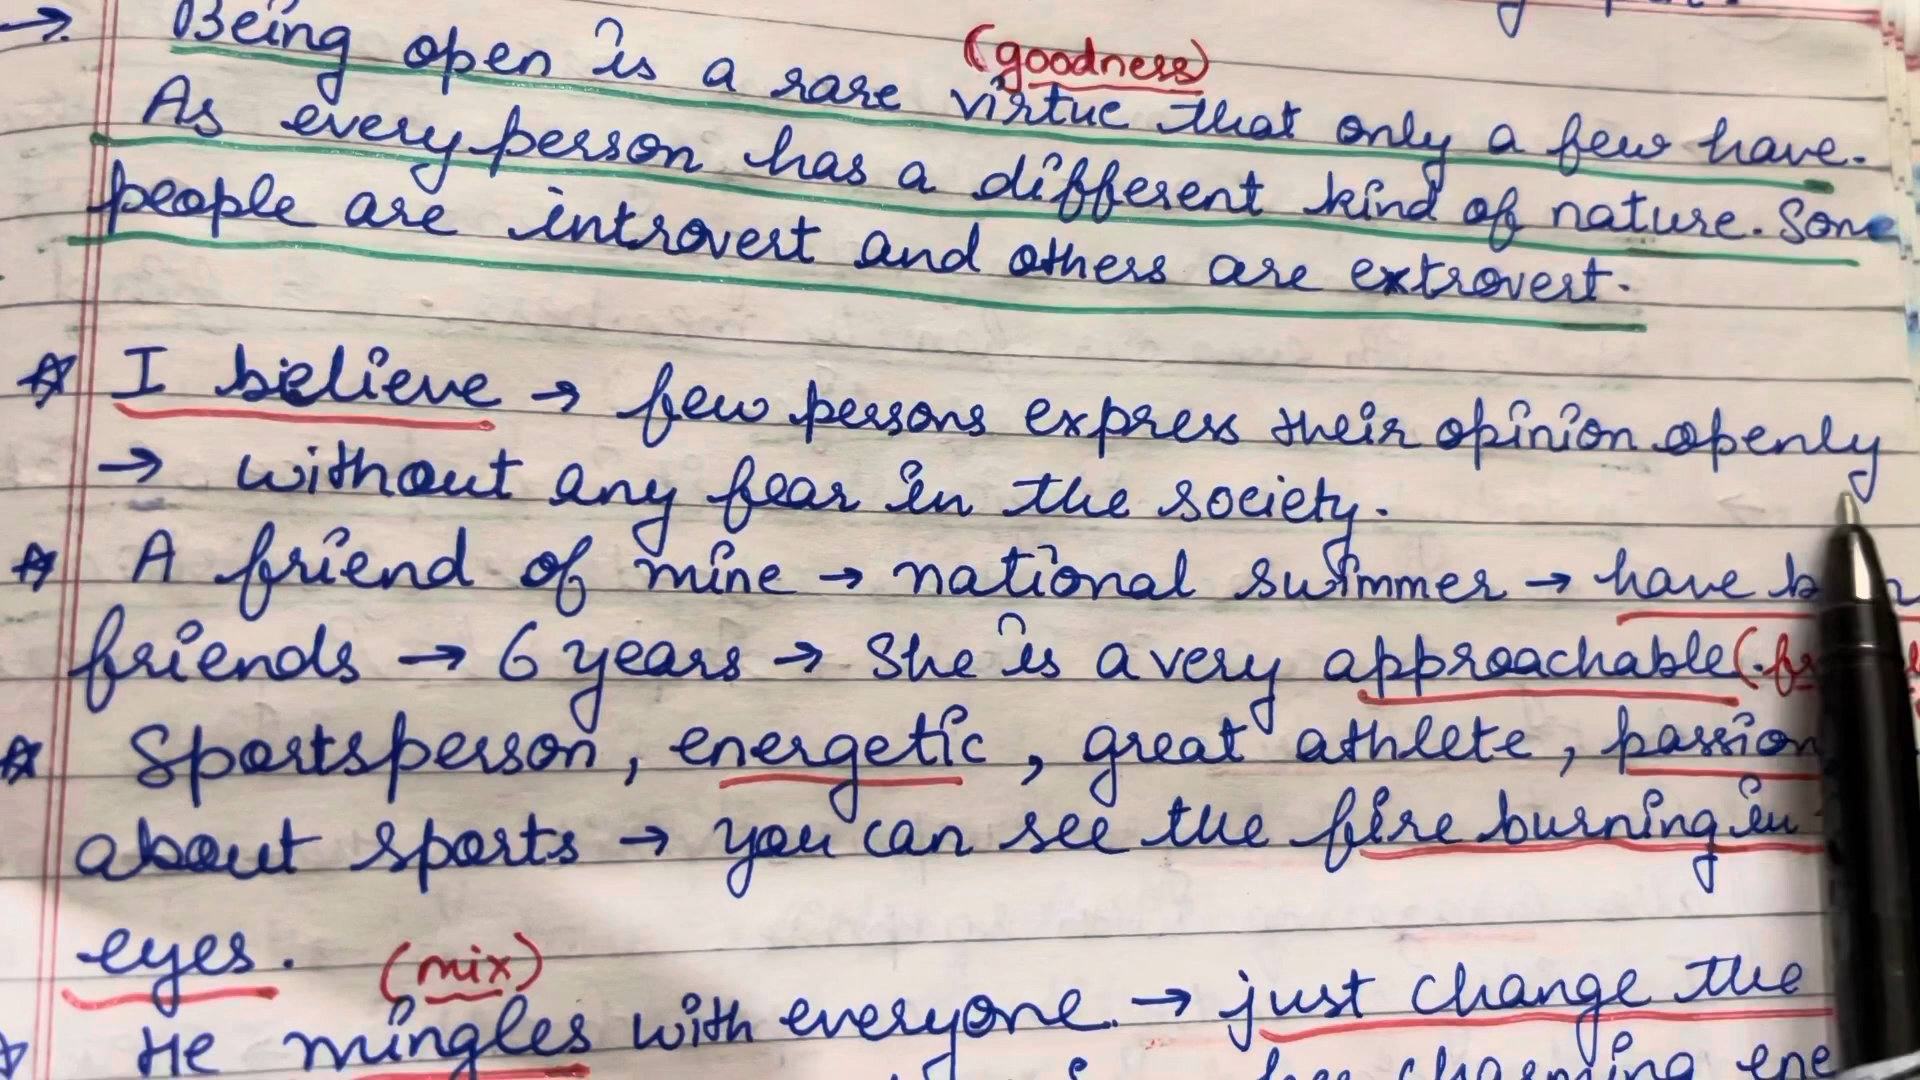 →. Being open is a rare virtue that only a few have.
(goodness)
As every person has a different kind of nature. Some
people are introvert and others are extrovert.
☆ I believe → few persons express their opinion openly
→ without any fear in the society.
☆ A friend of mine → national swimmer → have
friends → 6 years → She is a very approachable
☆ Sportsperson, energetic, great athlete, passion
about sports → you can see the fire burning in
eyes.
(mix)
He mingles with everyone. → just change the
charming ene